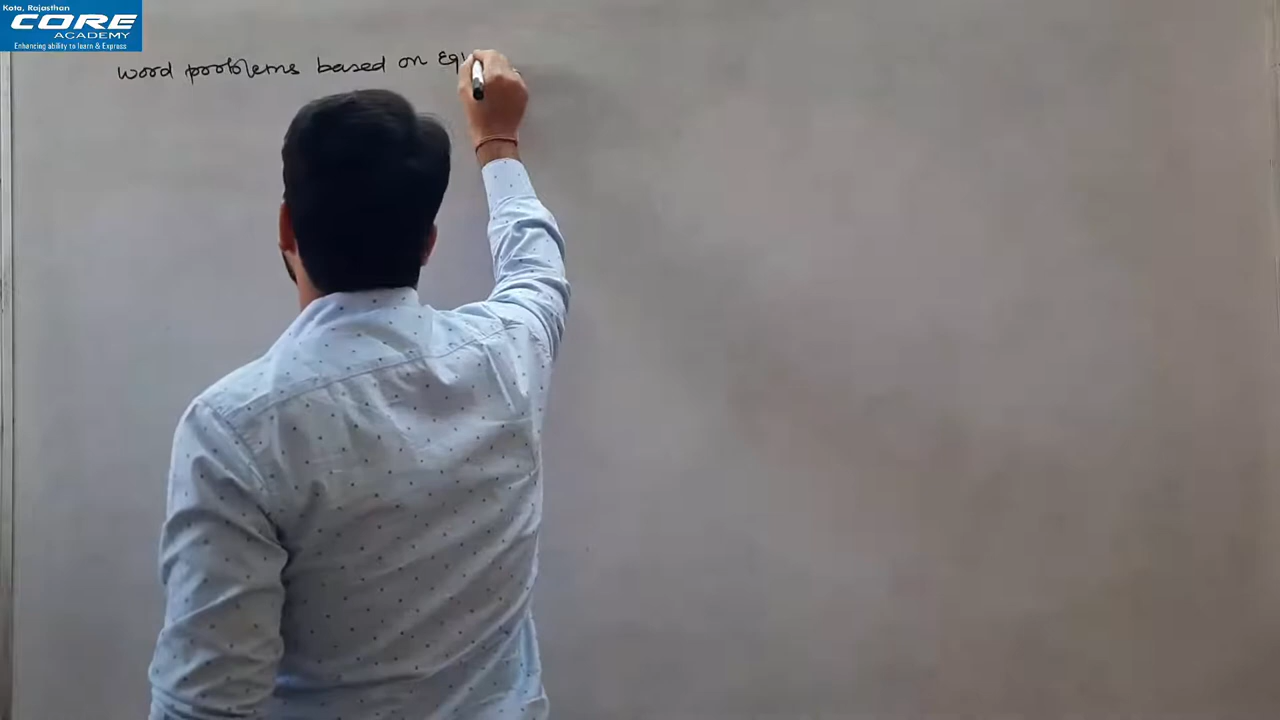 Kota, Rajasthan
CORE
ACADEMY
Enhancing ability to learn & Express
word problems based on Eq